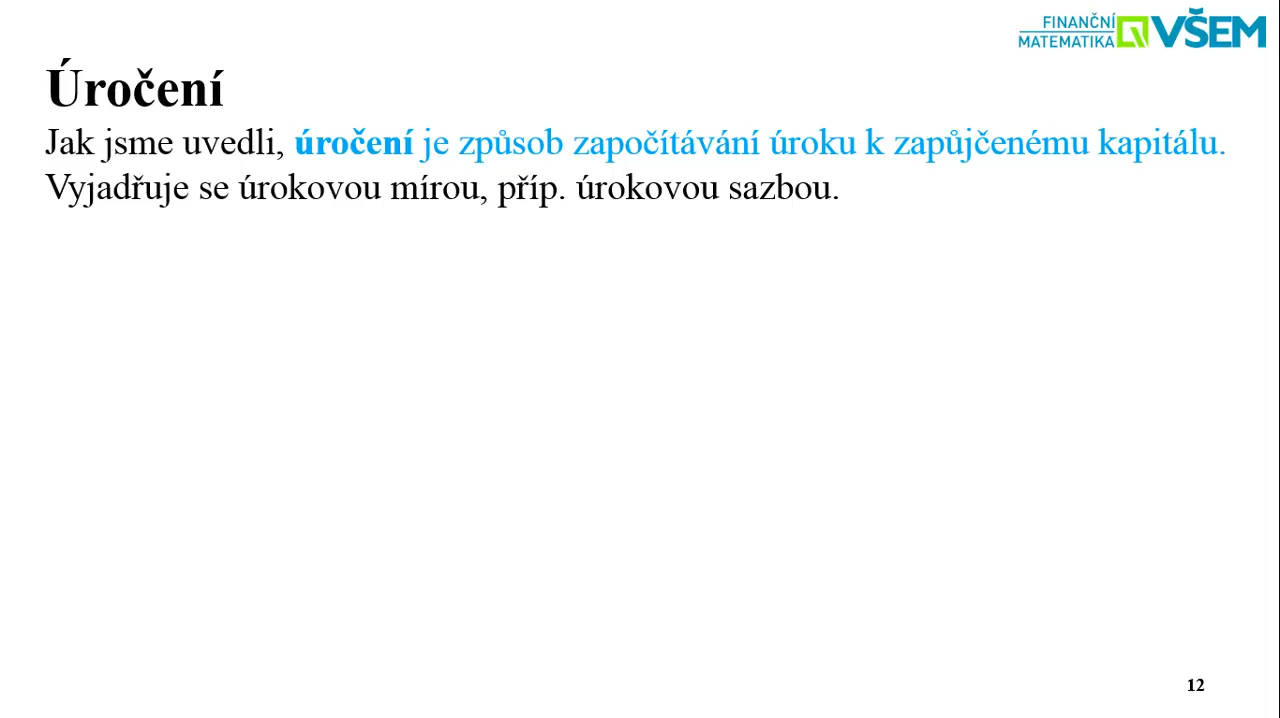 FINANČNÍ
MATEMATIKA VŠEM
Úročení
Jak jsme uvedli, úročení je způsob započítávání úroku k zapůjčenému kapitálu.
Vyjadřuje se úrokovou mírou, příp. úrokovou sazbou.
12